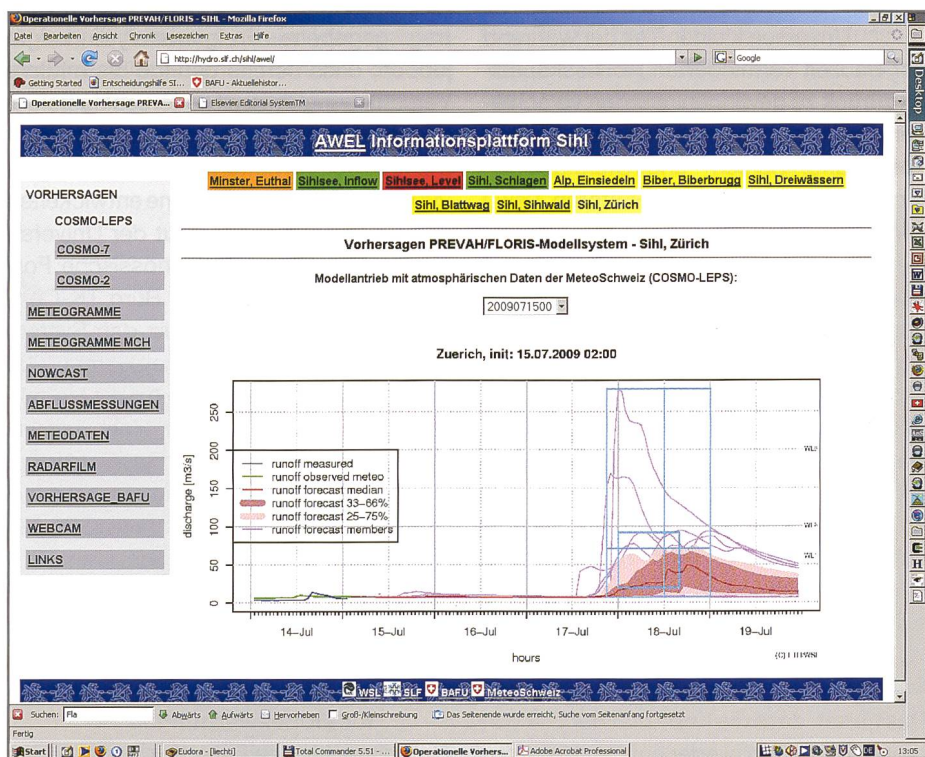 Operationelle Vorhersage PREVAH/FLORIS - SIHL - Mozilla Firefox
Datei Bearbeiten Ansicht Chronik Lesezeichen Extras Hilfe
http://hydro.slf.ch/sihl/awel/
Google
Getting Started Entscheidungshilfe SI... BAFU - Aktuellehistor...
Operationelle Vorhersage PREVA... Elsevier Editorial SystemTM
Desktop
AWEL Informationsplattform Sihl
Minster, Euthal Sihlsee, Inflow Sihlsee, Level Sihl, Schlagen Alp, Einsiedeln Biber, Biberbrugg Sihl, Dreiwässern
Sihl, Blattwag Sihl, Sihlwald Sihl, Zürich
VORHERSAGEN
COSMO-LEPS
COSMO-7
COSMO-2
METEOGRAMME
METEOGRAMME MCH
NOWCAST
ABFLUSSMESSUNGEN
METEODATEN
RADARFILM
VORHERSAGE_BAFU
WEBCAM
LINKS
Vorhersagen PREVAH/FLORIS-Modellsystem - Sihl, Zürich
Modellantrieb mit atmosphärischen Daten der MeteoSchweiz (COSMO-LEPS):
2009071500
Zuerich, init: 15.07.2009 02:00
discharge [m3/s]
250
200
150
100
50
0
runoff measured
runoff observed meteo
runoff forecast median
runoff forecast 33–66%
runoff forecast 25–75%
runoff forecast members
14–Jul 15–Jul 16–Jul 17–Jul 18–Jul 19–Jul
hours
WSL SLF BAFU MeteoSchweiz
Suchen: Fla Abwärts Aufwärts Hervorheben Groß-/Kleinschreibung Das Seitenende wurde erreicht, Suche vom Seitenanfang fortgesetzt
Fertig
Start Eudora - [liechti] Total Commander 5.51 - ... Operationelle Vorhers... Adobe Acrobat Professional DE 13:05